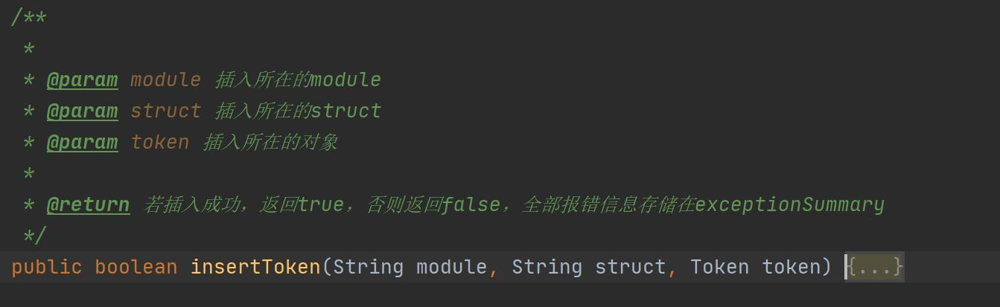 /**
*
* @param module 插入所在的module
* @param struct 插入所在的struct
* @param token 插入所在的对象
*
* @return 若插入成功，返回true，否则返回false，全部报错信息存储在exceptionSummary
*/
public boolean insertToken(String module, String struct, Token token) {...}